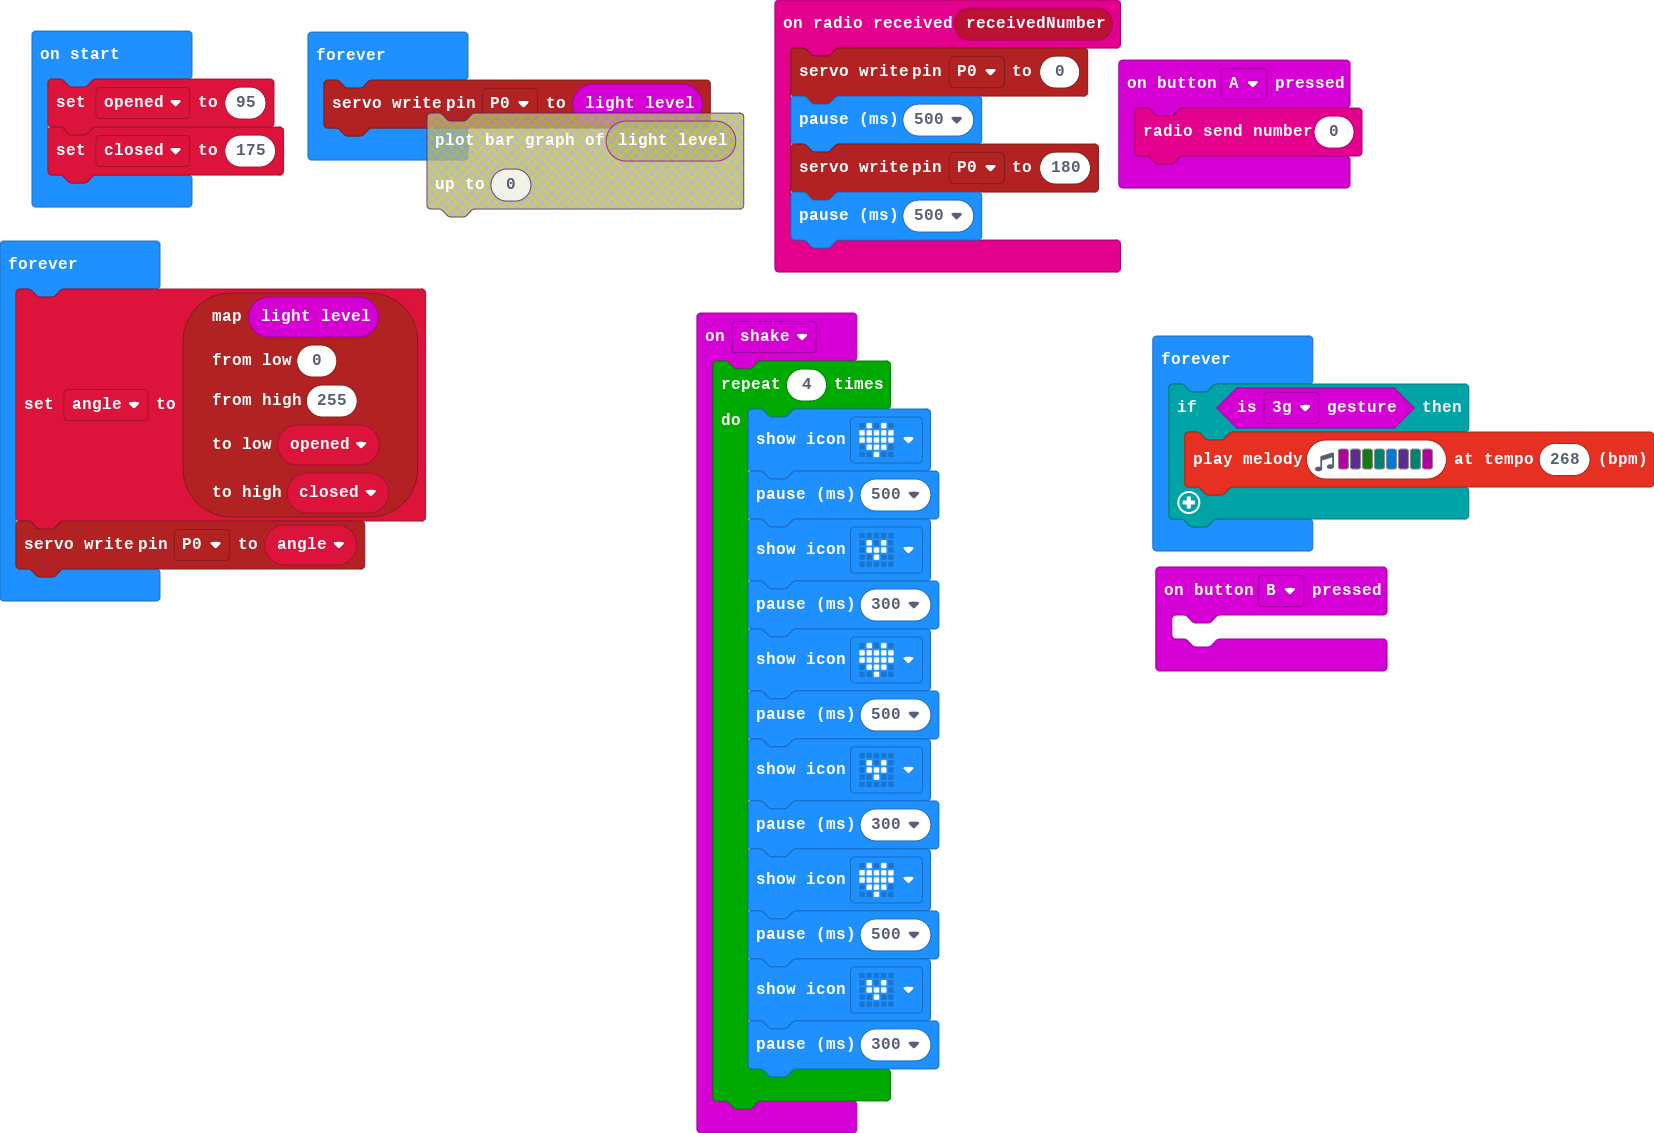 on start
set opened to 95
set closed to 175
forever
servo write pin P0 to light level
plot bar graph of light level
up to 0
on radio received receivedNumber
servo write pin P0 to 0
pause (ms) 500
servo write pin P0 to 180
pause (ms) 500
on button A pressed
radio send number 0
forever
set angle to
map light level
from low 0
from high 255
to low opened
to high closed
servo write pin P0 to angle
on shake
repeat 4 times
do
show icon
pause (ms) 500
show icon
pause (ms) 300
show icon
pause (ms) 500
show icon
pause (ms) 300
show icon
pause (ms) 500
show icon
pause (ms) 300
forever
if is 3g gesture then
play melody at tempo 268 (bpm)
on button B pressed